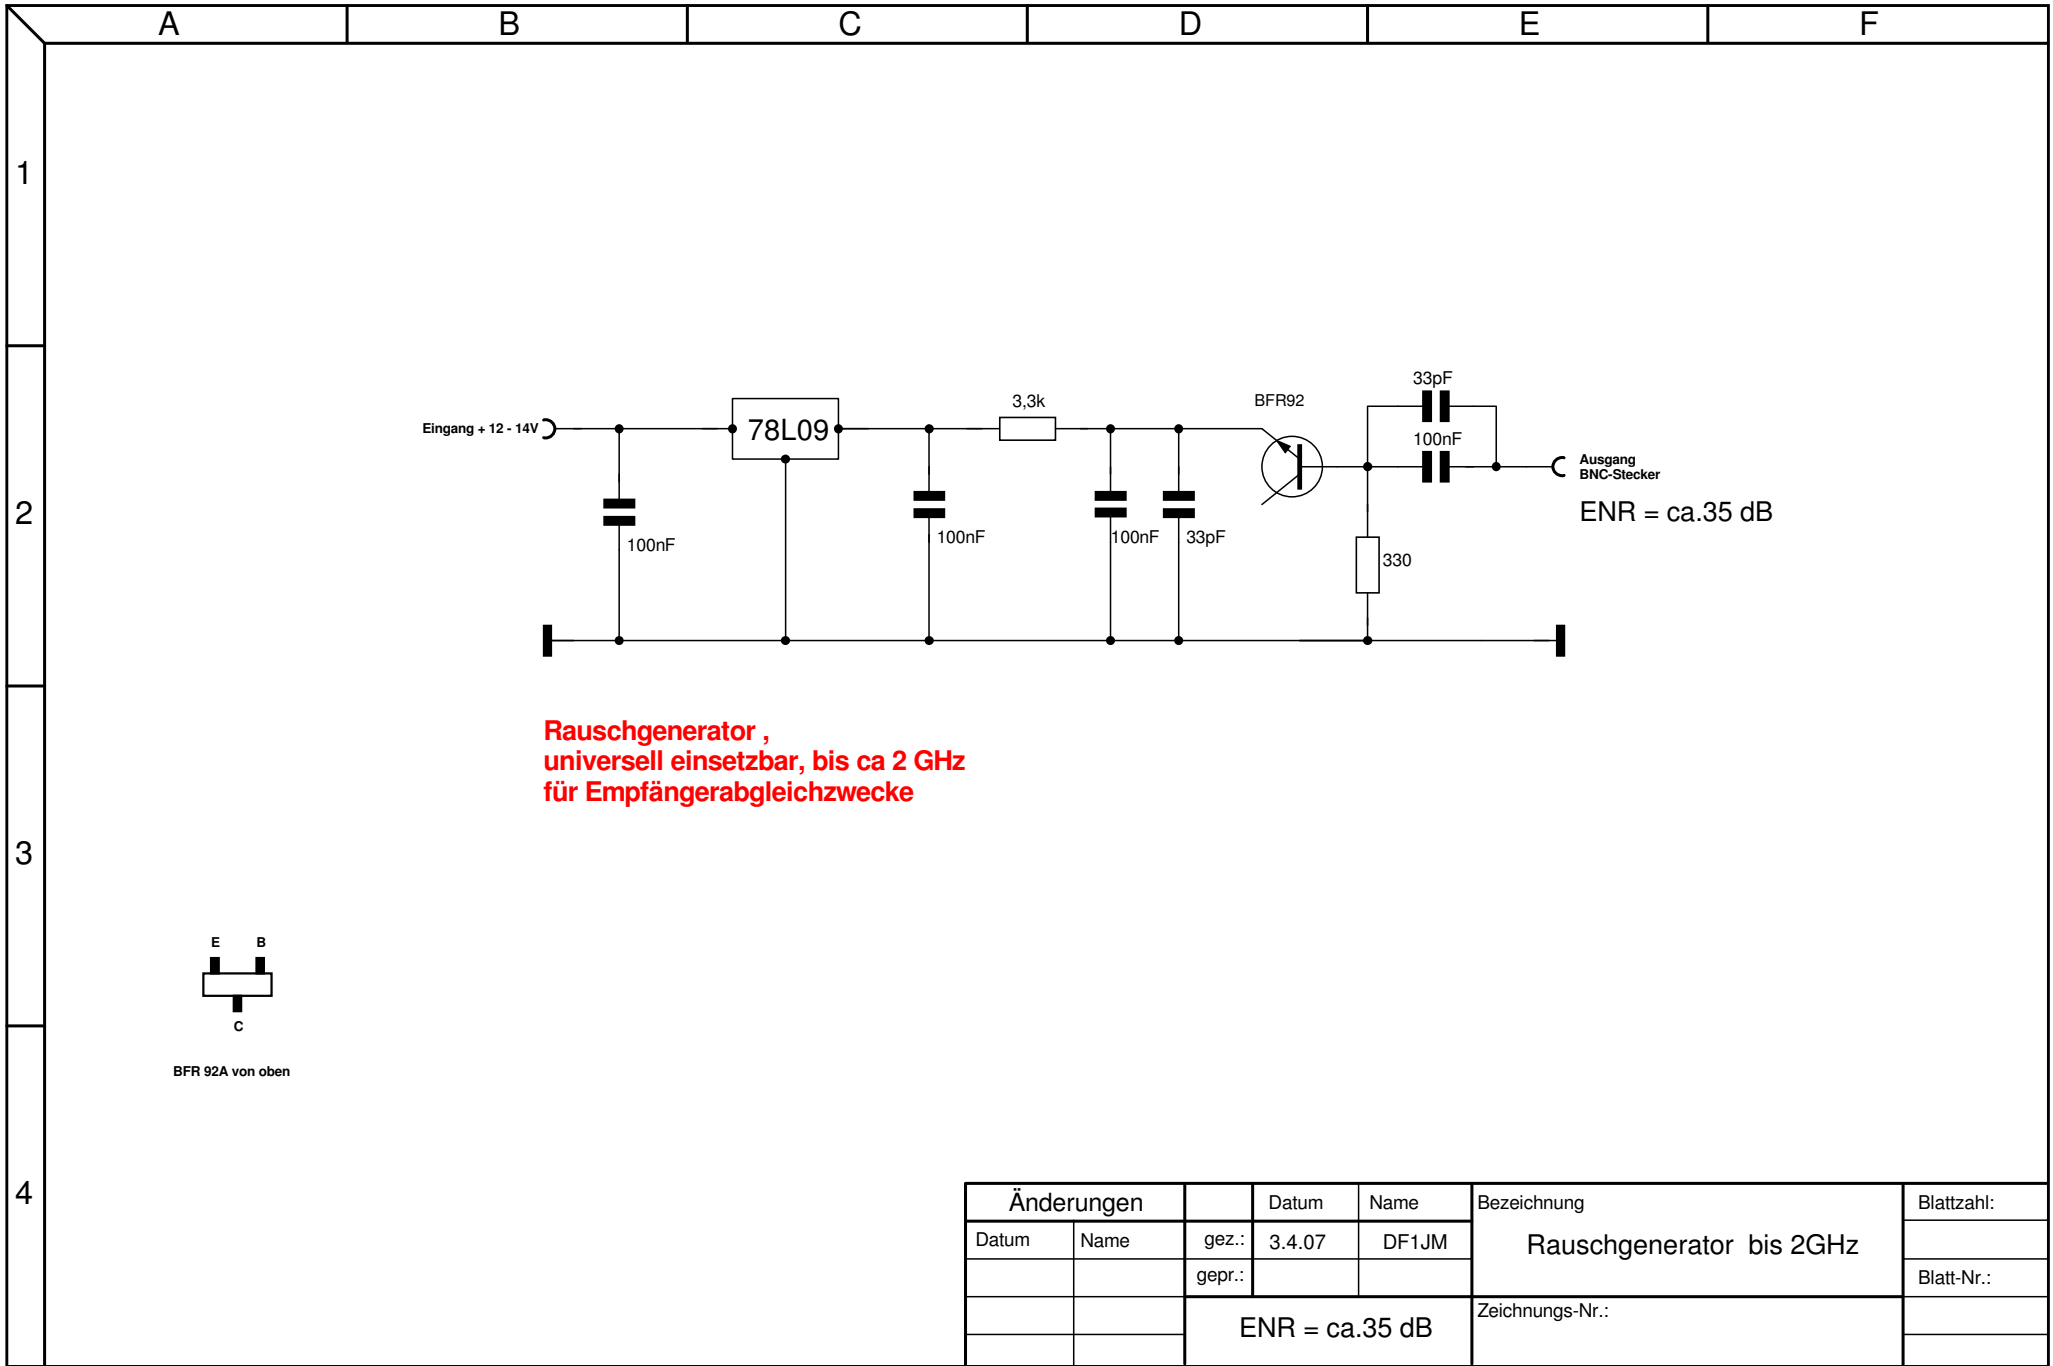 A B C D E F
1
2
3
4
33pF
3,3k
BFR92
Eingang + 12 - 14V
78L09
100nF
Ausgang
BNC-Stecker
ENR = ca.35 dB
100nF
100nF
100nF
33pF
330
Rauschgenerator ,
universell einsetzbar, bis ca 2 GHz
für Empfängerabgleichzwecke
E B
C
BFR 92A von oben
Änderungen Datum Name Bezeichnung Blattzahl:
Datum Name gez.: 3.4.07 DF1JM Rauschgenerator bis 2GHz
gepr.: Blatt-Nr.:
ENR = ca.35 dB Zeichnungs-Nr.: